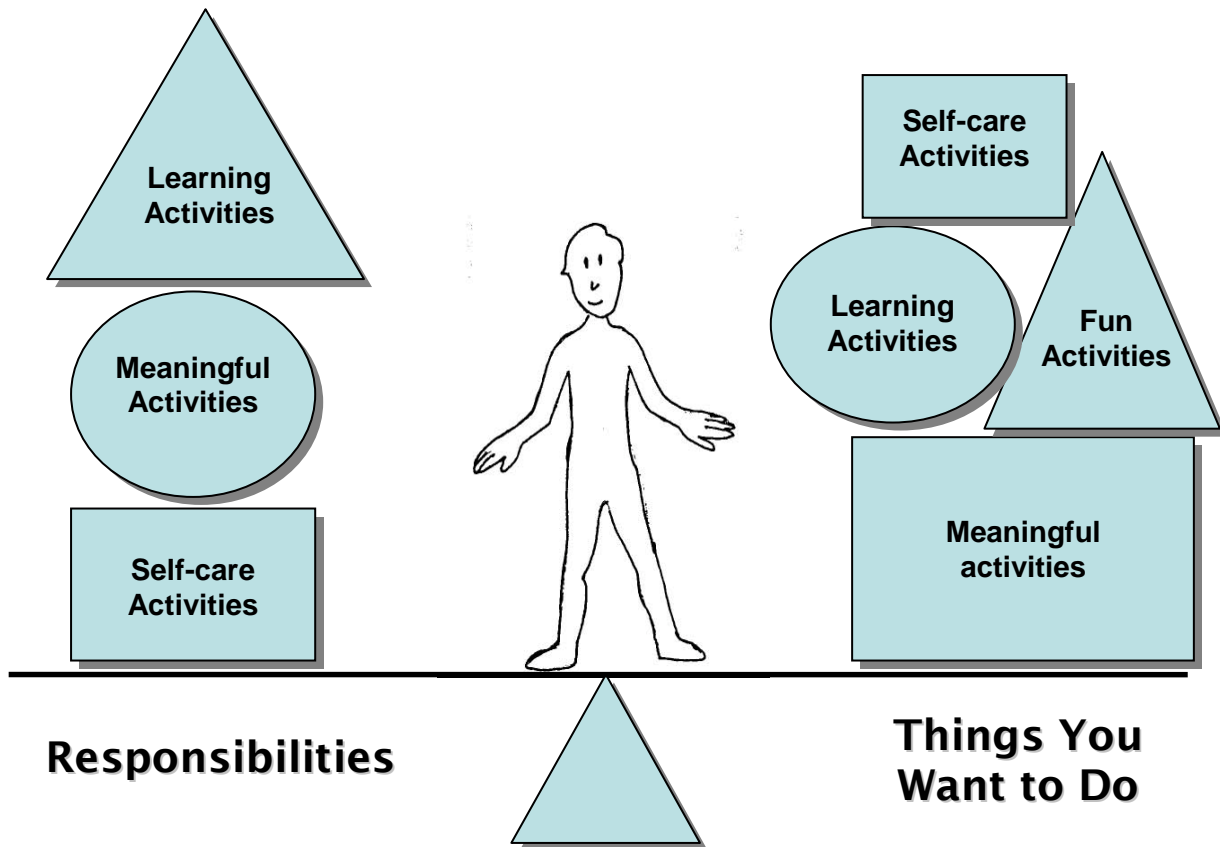 Learning
Activities
Meaningful
Activities
Self-care
Activities
Self-care
Activities
Learning
Activities
Fun
Activities
Meaningful
activities
Responsibilities
Things You
Want to Do